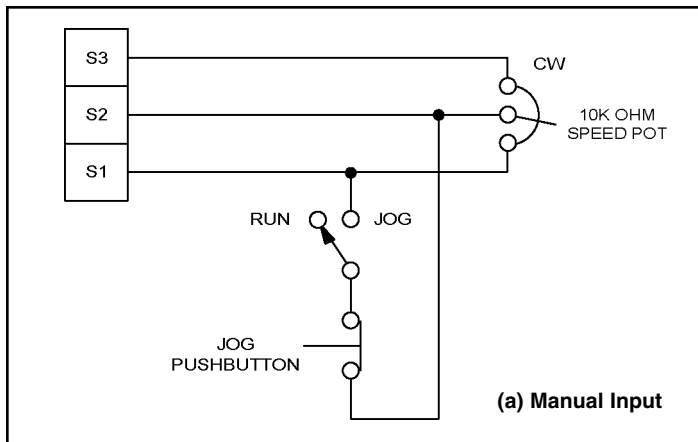 S3
CW
S2
10K OHM
SPEED POT
S1
RUN
JOG
JOG
PUSHBUTTON
(a) Manual Input